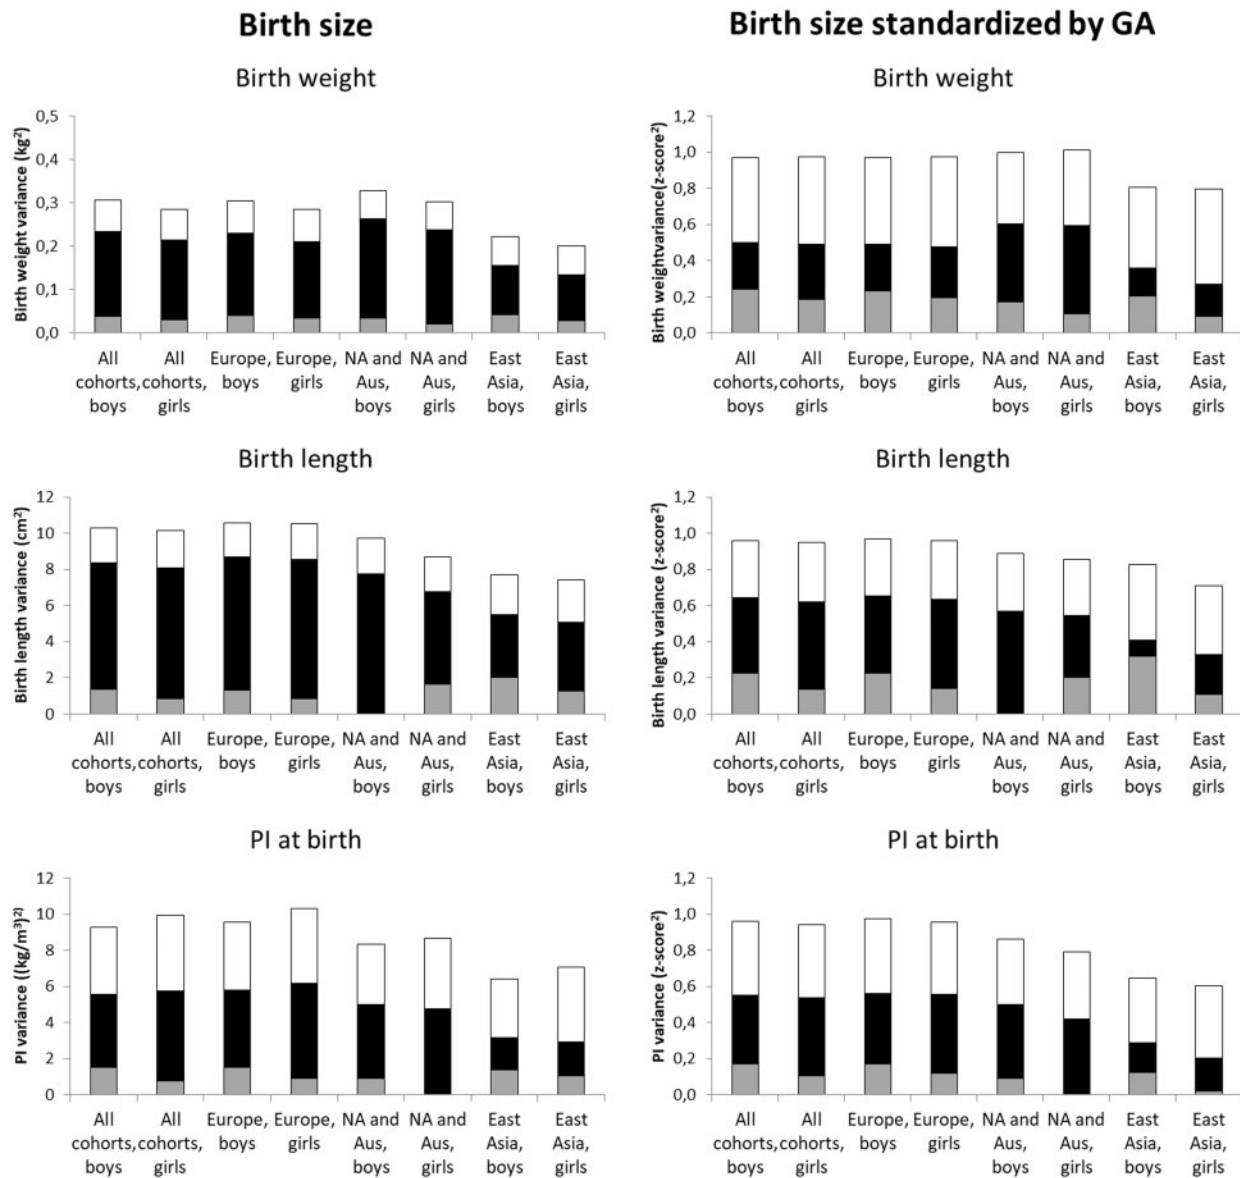 Birth size
Birth size standardized by GA
Birth weight
Birth weight variance (kg²)
0,5
0,4
0,3
0,2
0,1
0,0
All cohorts, boys
All cohorts, girls
Europe, boys
Europe, girls
NA and Aus, boys
NA and Aus, girls
East Asia, boys
East Asia, girls
Birth weight
Birth weightvariance(z-score²)
1,2
1,0
0,8
0,6
0,4
0,2
0,0
All cohorts, boys
All cohorts, girls
Europe, boys
Europe, girls
NA and Aus, boys
NA and Aus, girls
East Asia, boys
East Asia, girls
Birth length
Birth length variance (cm²)
12
10
8
6
4
2
0
All cohorts, boys
All cohorts, girls
Europe, boys
Europe, girls
NA and Aus, boys
NA and Aus, girls
East Asia, boys
East Asia, girls
Birth length
Birth length variance (z-score²)
1,2
1,0
0,8
0,6
0,4
0,2
0,0
All cohorts, boys
All cohorts, girls
Europe, boys
Europe, girls
NA and Aus, boys
NA and Aus, girls
East Asia, boys
East Asia, girls
PI at birth
PI variance ((kg/m³)²)
12
10
8
6
4
2
0
All cohorts, boys
All cohorts, girls
Europe, boys
Europe, girls
NA and Aus, boys
NA and Aus, girls
East Asia, boys
East Asia, girls
PI at birth
PI variance (z-score²)
1,2
1,0
0,8
0,6
0,4
0,2
0,0
All cohorts, boys
All cohorts, girls
Europe, boys
Europe, girls
NA and Aus, boys
NA and Aus, girls
East Asia, boys
East Asia, girls